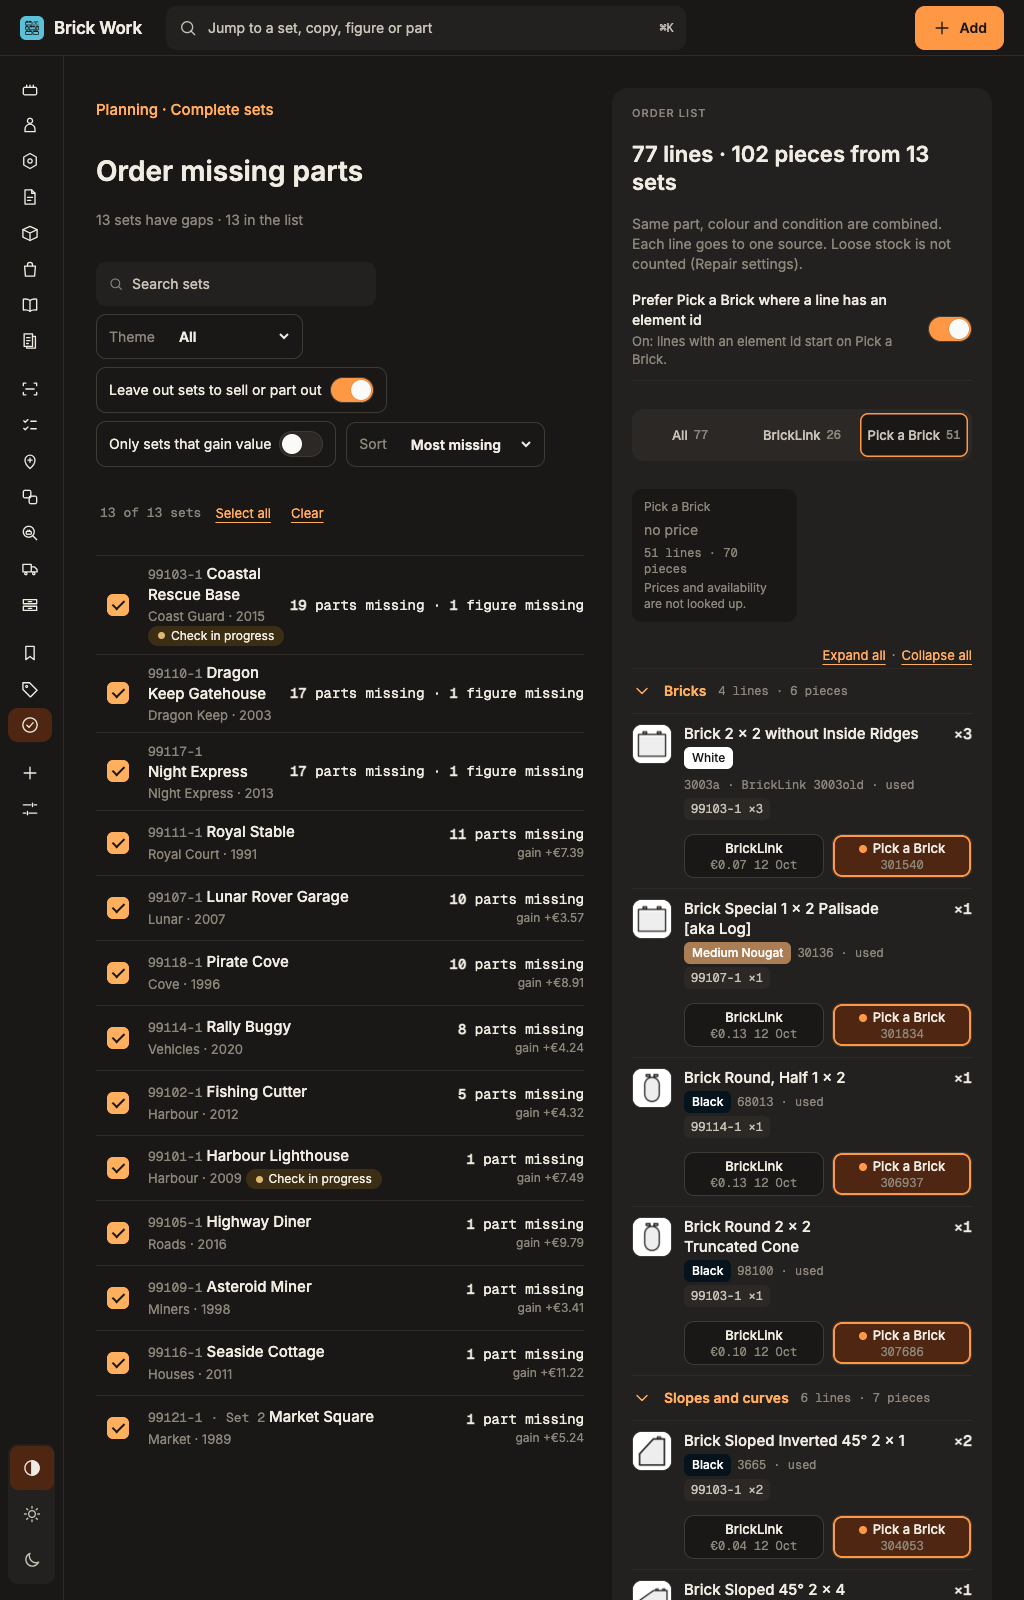 Brick Work
Jump to a set, copy, figure or part
⌘K
Add
Planning · Complete sets
Order missing parts
13 sets have gaps · 13 in the list
Search sets
Theme All
Leave out sets to sell or part out
Only sets that gain value
Sort Most missing
13 of 13 sets Select all Clear
99103-1 Coastal
Rescue Base
Coast Guard · 2015
Check in progress
19 parts missing · 1 figure missing
99110-1 Dragon
Keep Gatehouse
Dragon Keep · 2003
17 parts missing · 1 figure missing
99117-1
Night Express
Night Express · 2013
17 parts missing · 1 figure missing
99111-1 Royal Stable
Royal Court · 1991
11 parts missing
gain +€7.39
99107-1 Lunar Rover Garage
Lunar · 2007
10 parts missing
gain +€3.57
99118-1 Pirate Cove
Cove · 1996
10 parts missing
gain +€8.91
99114-1 Rally Buggy
Vehicles · 2020
8 parts missing
gain +€4.24
99102-1 Fishing Cutter
Harbour · 2012
5 parts missing
gain +€4.32
99101-1 Harbour Lighthouse
Harbour · 2009 Check in progress
1 part missing
gain +€7.49
99105-1 Highway Diner
Roads · 2016
1 part missing
gain +€9.79
99109-1 Asteroid Miner
Miners · 1998
1 part missing
gain +€3.41
99116-1 Seaside Cottage
Houses · 2011
1 part missing
gain +€11.22
99121-1 · Set 2 Market Square
Market · 1989
1 part missing
gain +€5.24
ORDER LIST
77 lines · 102 pieces from 13
sets
Same part, colour and condition are combined.
Each line goes to one source. Loose stock is not
counted (Repair settings).
Prefer Pick a Brick where a line has an
element id
On: lines with an element id start on Pick a
Brick.
All 77
BrickLink 26
Pick a Brick 51
Pick a Brick
no price
51 lines · 70
pieces
Prices and availability
are not looked up.
Expand all · Collapse all
Bricks 4 lines · 6 pieces
Brick 2 × 2 without Inside Ridges ×3
White
3003a · BrickLink 3003old · used
99103-1 ×3
BrickLink
€0.07 12 Oct
Pick a Brick
301540
Brick Special 1 × 2 Palisade ×1
[aka Log]
Medium Nougat 30136 · used
99107-1 ×1
BrickLink
€0.13 12 Oct
Pick a Brick
301834
Brick Round, Half 1 × 2 ×1
Black 68013 · used
99114-1 ×1
BrickLink
€0.13 12 Oct
Pick a Brick
306937
Brick Round 2 × 2 ×1
Truncated Cone
Black 98100 · used
99103-1 ×1
BrickLink
€0.10 12 Oct
Pick a Brick
307686
Slopes and curves 6 lines · 7 pieces
Brick Sloped Inverted 45° 2 × 1 ×2
Black 3665 · used
99103-1 ×2
BrickLink
€0.04 12 Oct
Pick a Brick
304053
Brick Sloped 45° 2 × 4 ×1